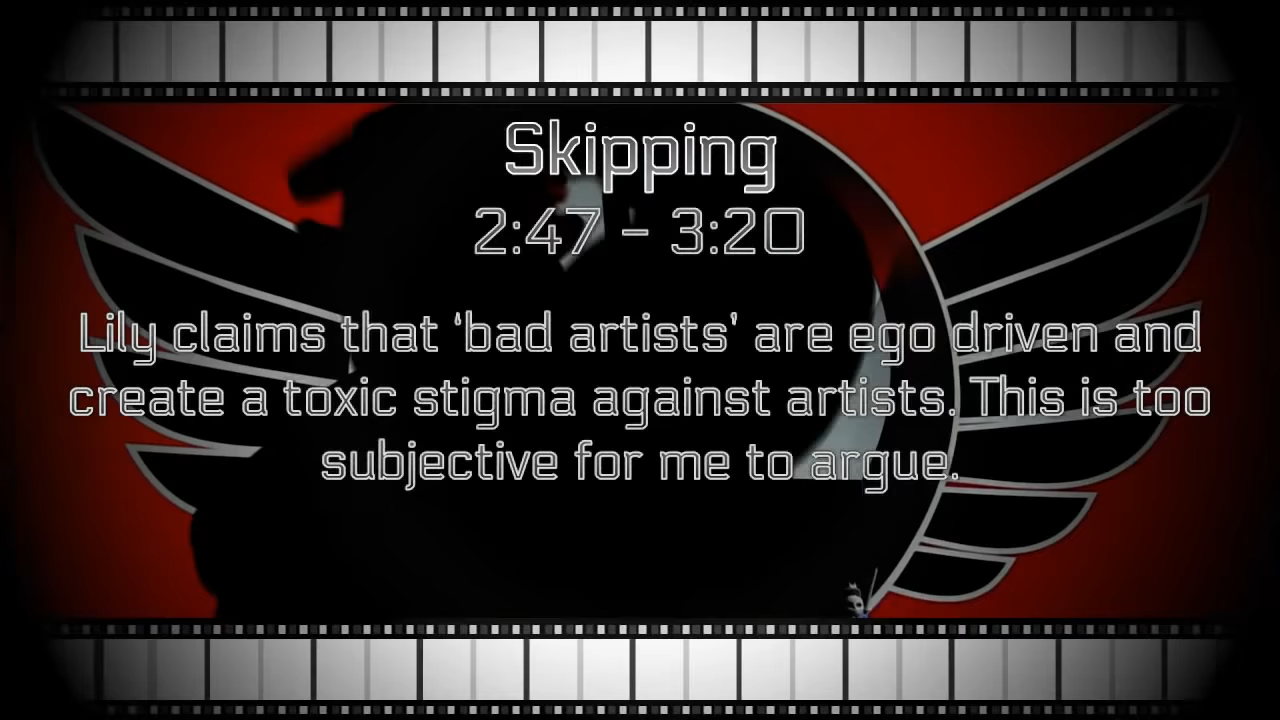 Skipping
2:47 - 3:20
Lily claims that 'bad artists' are ego driven and
create a toxic stigma against artists. This is too
subjective for me to argue.